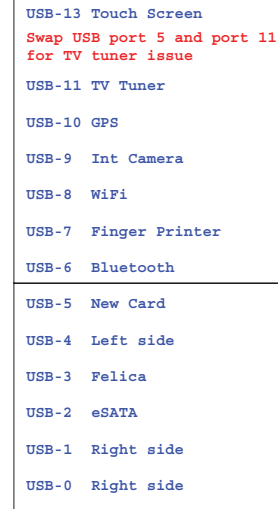 USB-13 Touch Screen
Swap USB port 5 and port 11
for TV tuner issue
USB-11 TV Tuner
USB-10 GPS
USB-9 Int Camera
USB-8 WiFi
USB-7 Finger Printer
USB-6 Bluetooth
USB-5 New Card
USB-4 Left side
USB-3 Felica
USB-2 eSATA
USB-1 Right side
USB-0 Right side